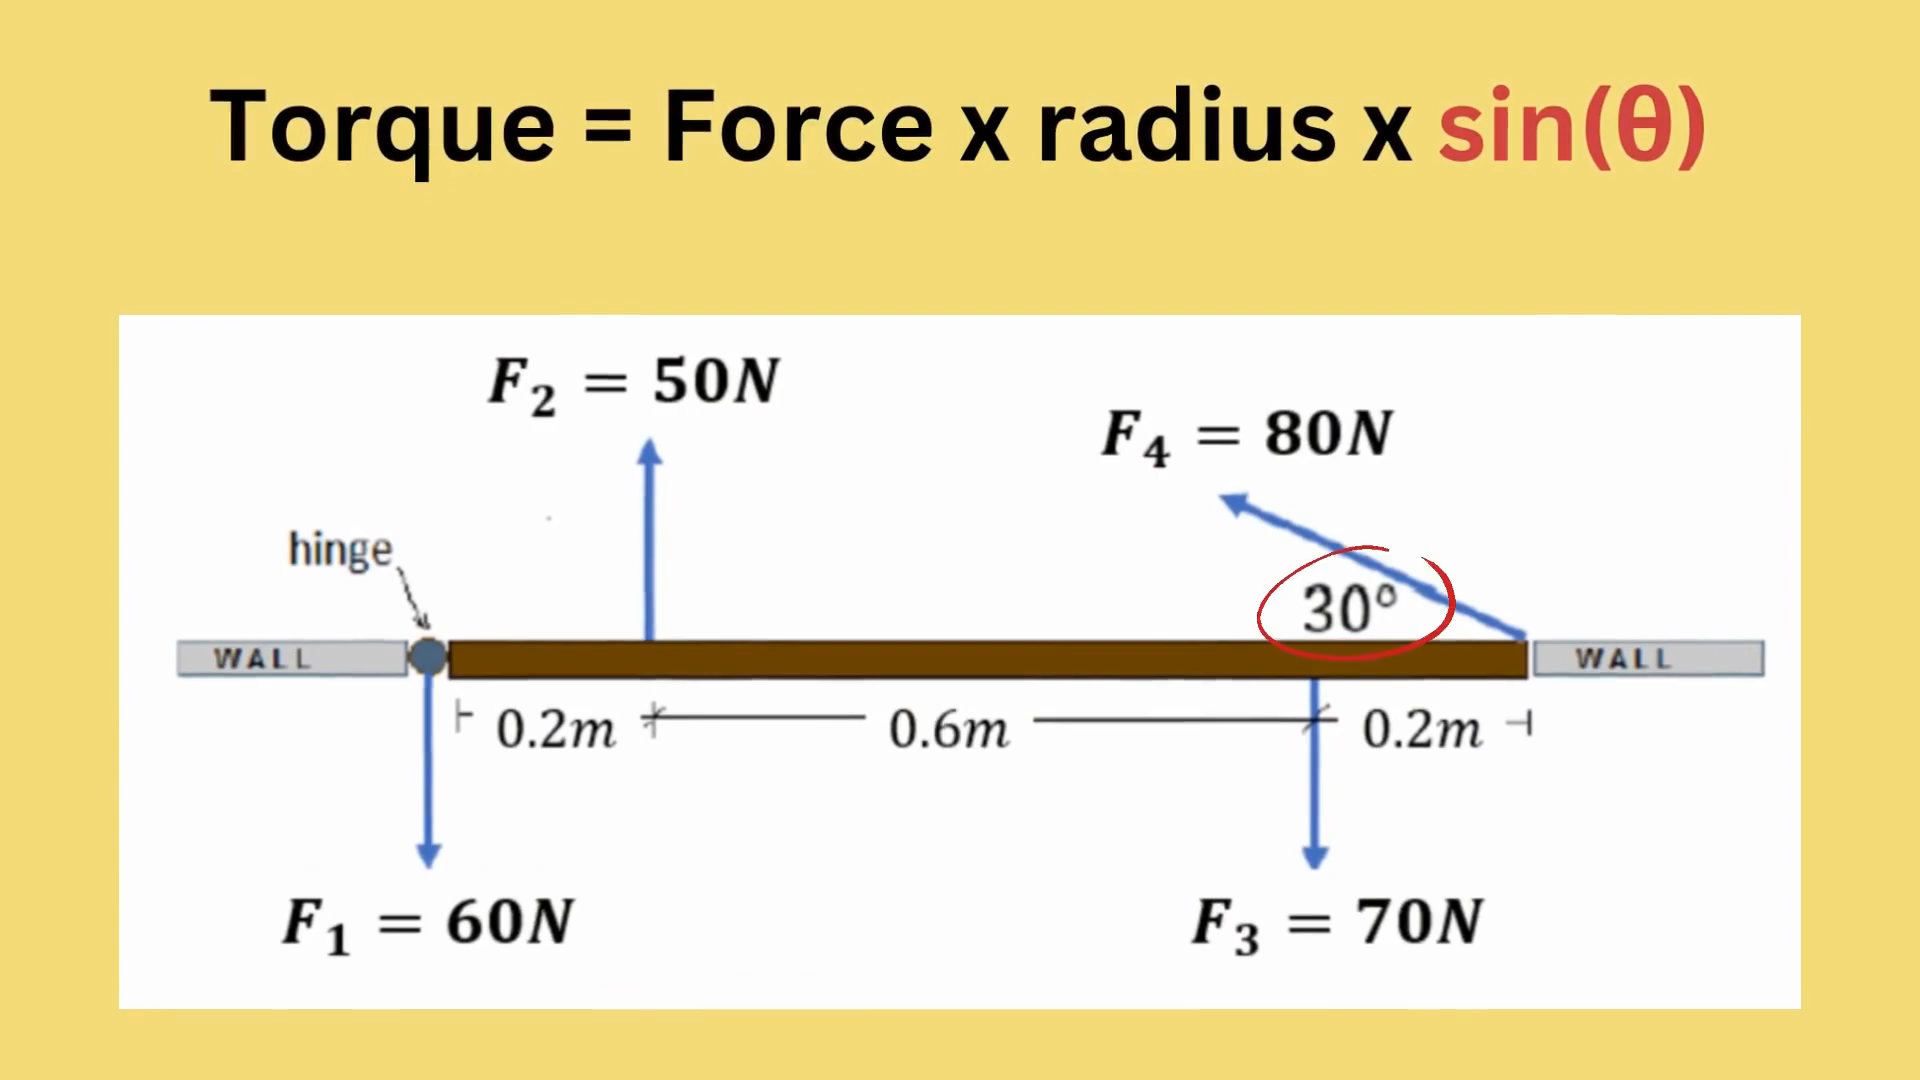 Torque = Force x radius x sin(θ)
F₂ = 50N
F₄ = 80N
hinge
30°
WALL
WALL
0.2m
0.6m
0.2m
F₁ = 60N
F₃ = 70N